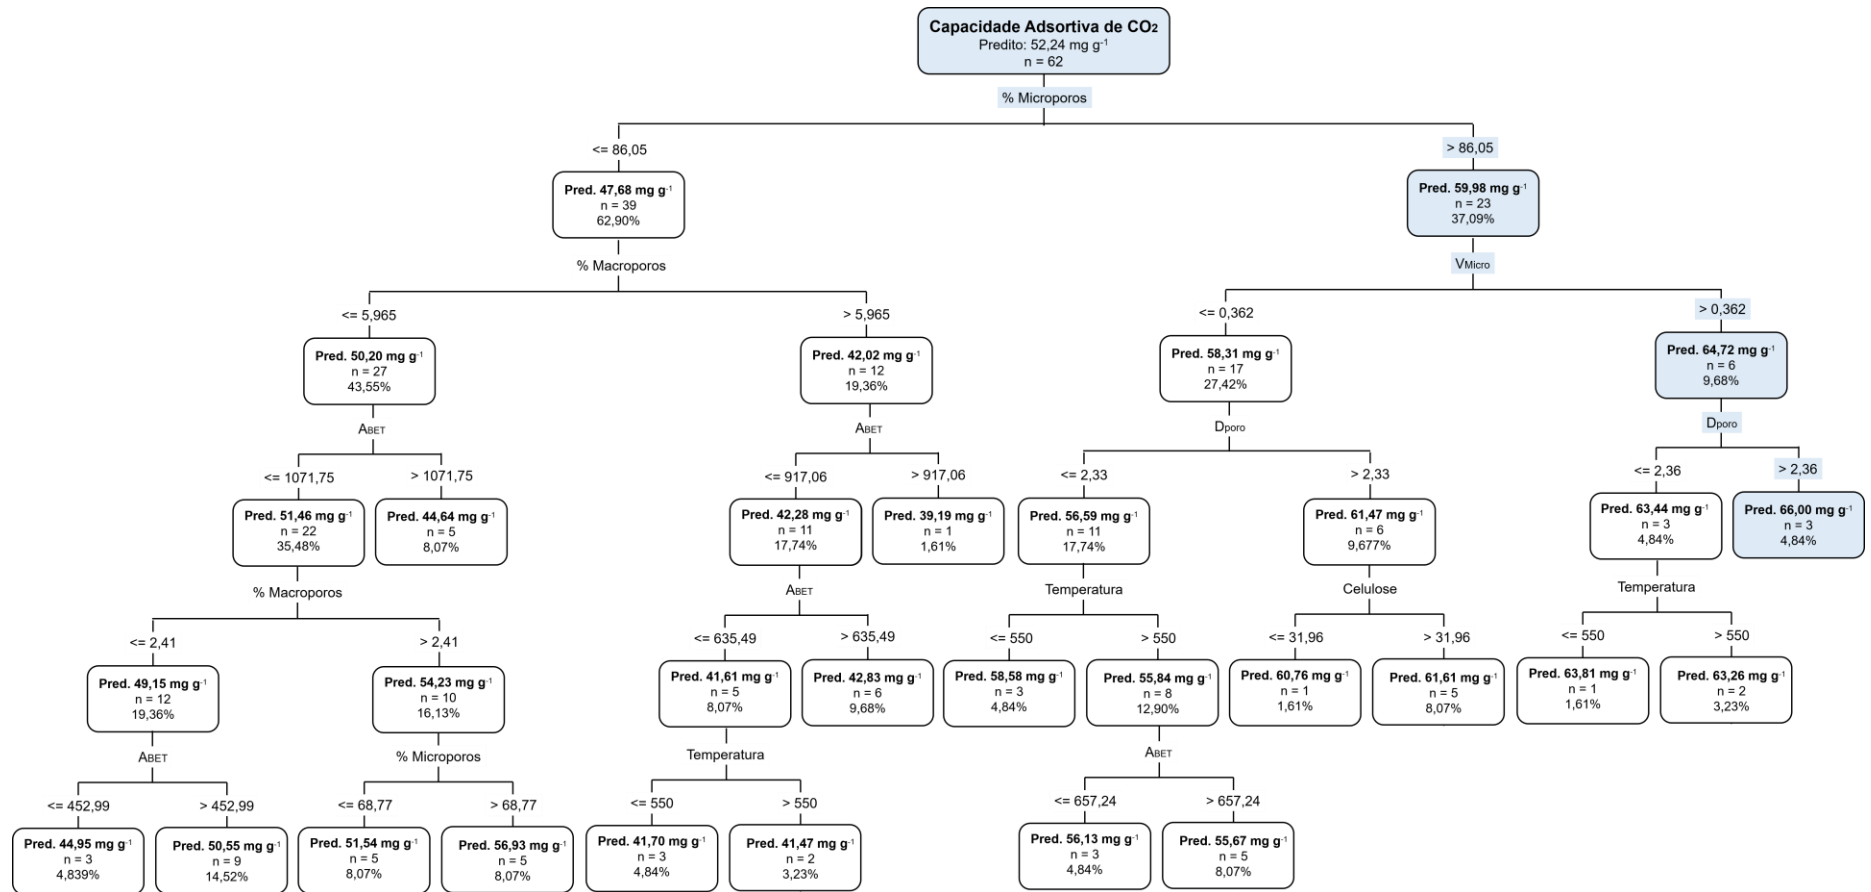 Capacidade Adsortiva de CO2
Predito: 52,24 mg g-1
n = 62
% Microporos
<= 86,05
> 86,05
Pred. 47,68 mg g-1
n = 39
62,90%
Pred. 59,98 mg g-1
n = 23
37,09%
% Macroporos
VMicro
<= 5,965
> 5,965
<= 0,362
> 0,362
Pred. 50,20 mg g-1
n = 27
43,55%
Pred. 42,02 mg g-1
n = 12
19,36%
Pred. 58,31 mg g-1
n = 17
27,42%
Pred. 64,72 mg g-1
n = 6
9,68%
ABET
ABET
Dporo
Dporo
<= 1071,75
> 1071,75
<= 917,06
> 917,06
<= 2,33
> 2,33
<= 2,36
> 2,36
Pred. 51,46 mg g-1
n = 22
35,48%
Pred. 44,64 mg g-1
n = 5
8,07%
Pred. 42,28 mg g-1
n = 11
17,74%
Pred. 39,19 mg g-1
n = 1
1,61%
Pred. 56,59 mg g-1
n = 11
17,74%
Pred. 61,47 mg g-1
n = 6
9,677%
Pred. 63,44 mg g-1
n = 3
4,84%
Pred. 66,00 mg g-1
n = 3
4,84%
% Macroporos
ABET
Temperatura
Celulose
Temperatura
<= 2,41
> 2,41
<= 635,49
> 635,49
<= 550
> 550
<= 31,96
> 31,96
<= 550
> 550
Pred. 49,15 mg g-1
n = 12
19,36%
Pred. 54,23 mg g-1
n = 10
16,13%
Pred. 41,61 mg g-1
n = 5
8,07%
Pred. 42,83 mg g-1
n = 6
9,68%
Pred. 58,58 mg g-1
n = 3
4,84%
Pred. 55,84 mg g-1
n = 8
12,90%
Pred. 60,76 mg g-1
n = 1
1,61%
Pred. 61,61 mg g-1
n = 5
8,07%
Pred. 63,81 mg g-1
n = 1
1,61%
Pred. 63,26 mg g-1
n = 2
3,23%
ABET
% Microporos
Temperatura
ABET
<= 452,99
> 452,99
<= 68,77
> 68,77
<= 550
> 550
<= 657,24
> 657,24
Pred. 44,95 mg g-1
n = 3
4,839%
Pred. 50,55 mg g-1
n = 9
14,52%
Pred. 51,54 mg g-1
n = 5
8,07%
Pred. 56,93 mg g-1
n = 5
8,07%
Pred. 41,70 mg g-1
n = 3
4,84%
Pred. 41,47 mg g-1
n = 2
3,23%
Pred. 56,13 mg g-1
n = 3
4,84%
Pred. 55,67 mg g-1
n = 5
8,07%